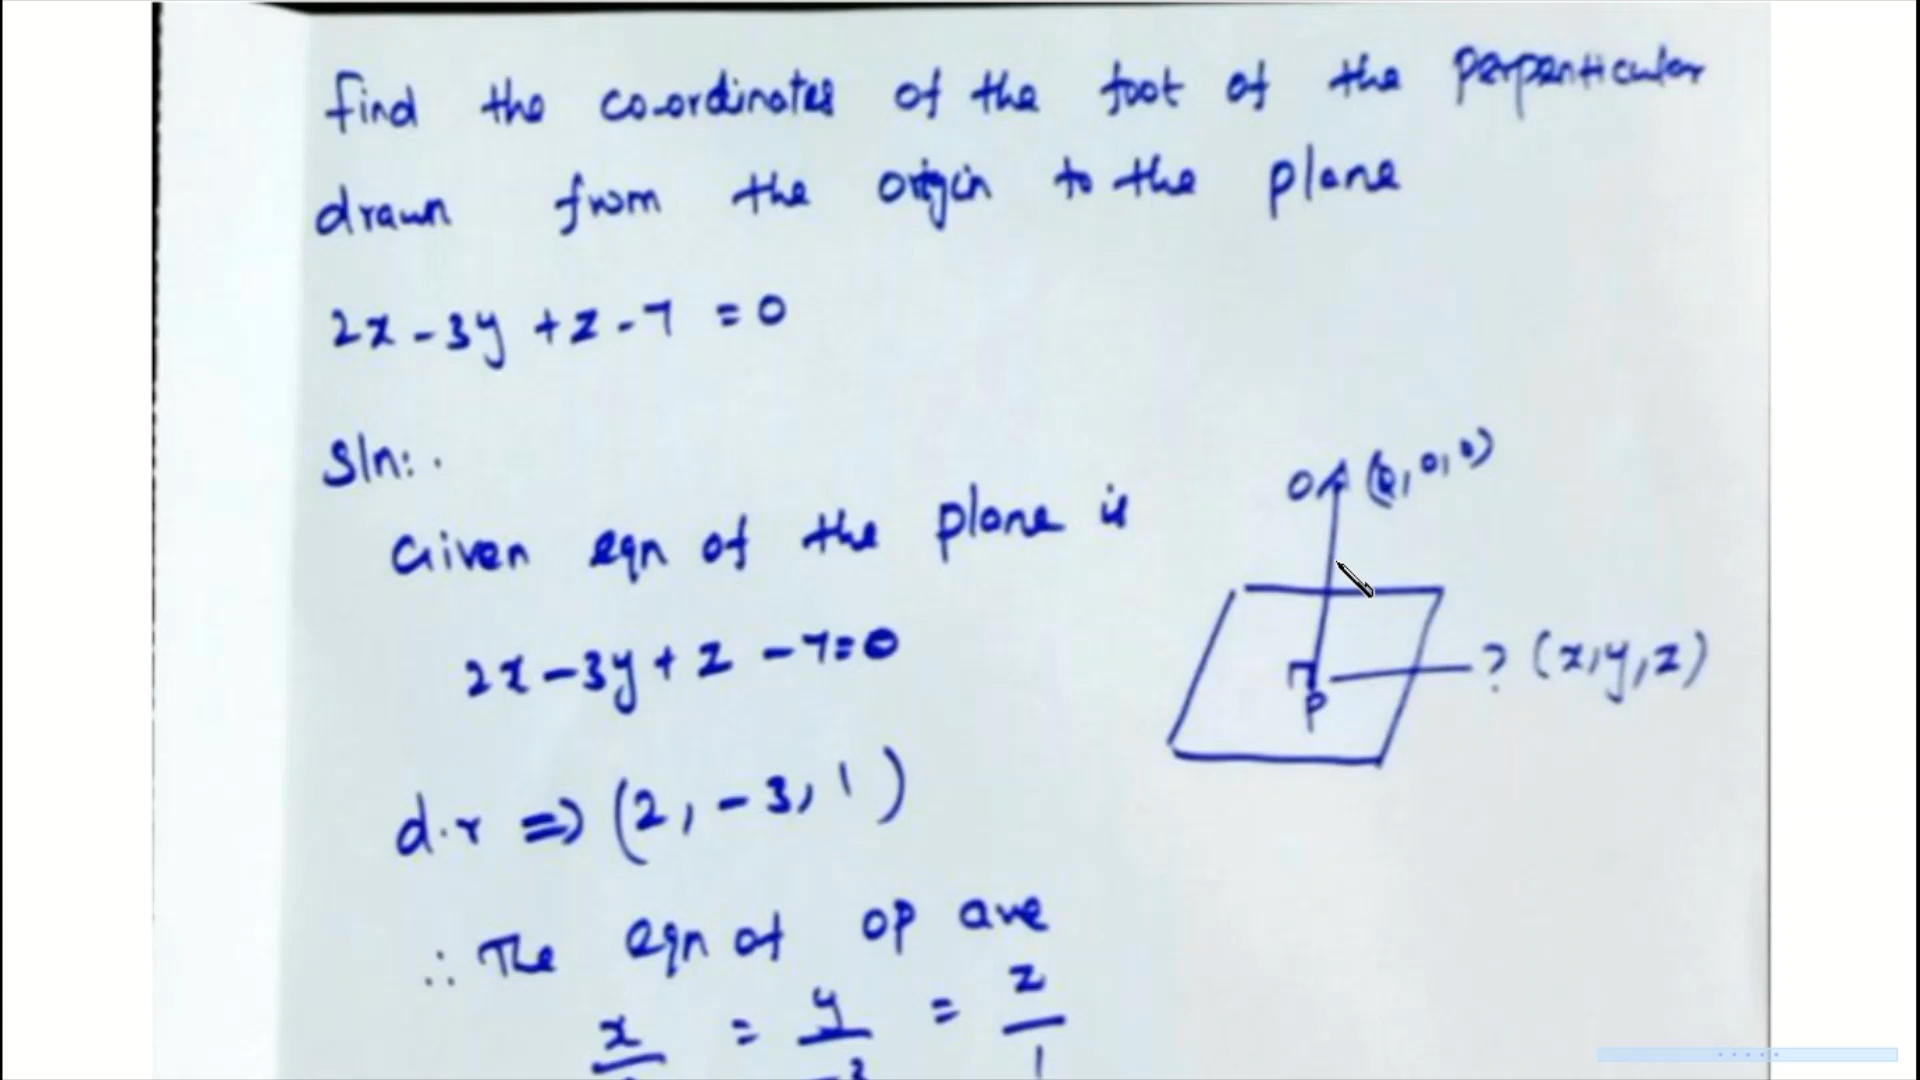 Find the co-ordinates of the foot of the perpenticular
drawn from the origin to the plane
2x - 3y + z - 7 = 0
Sln:.
Given eqn of the plane is
2x - 3y + z - 7 = 0
d.r => (2, -3, 1)
∴ The eqn of op are
x = y = z
1
O (0, 0, 0)
? (x, y, z)
P